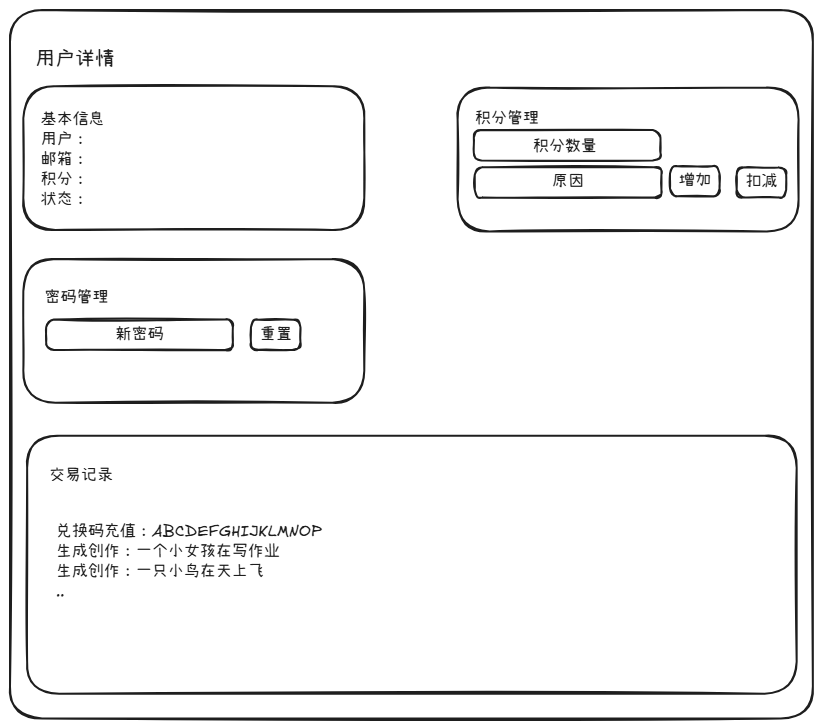 用户详情
基本信息
用户：
邮箱：
积分：
状态：
积分管理
积分数量
原因
增加
扣减
密码管理
新密码
重置
交易记录
兑换码充值：ABCDEFGHIJKLMNOP
生成创作：一个小女孩在写作业
生成创作：一只小鸟在天上飞
..